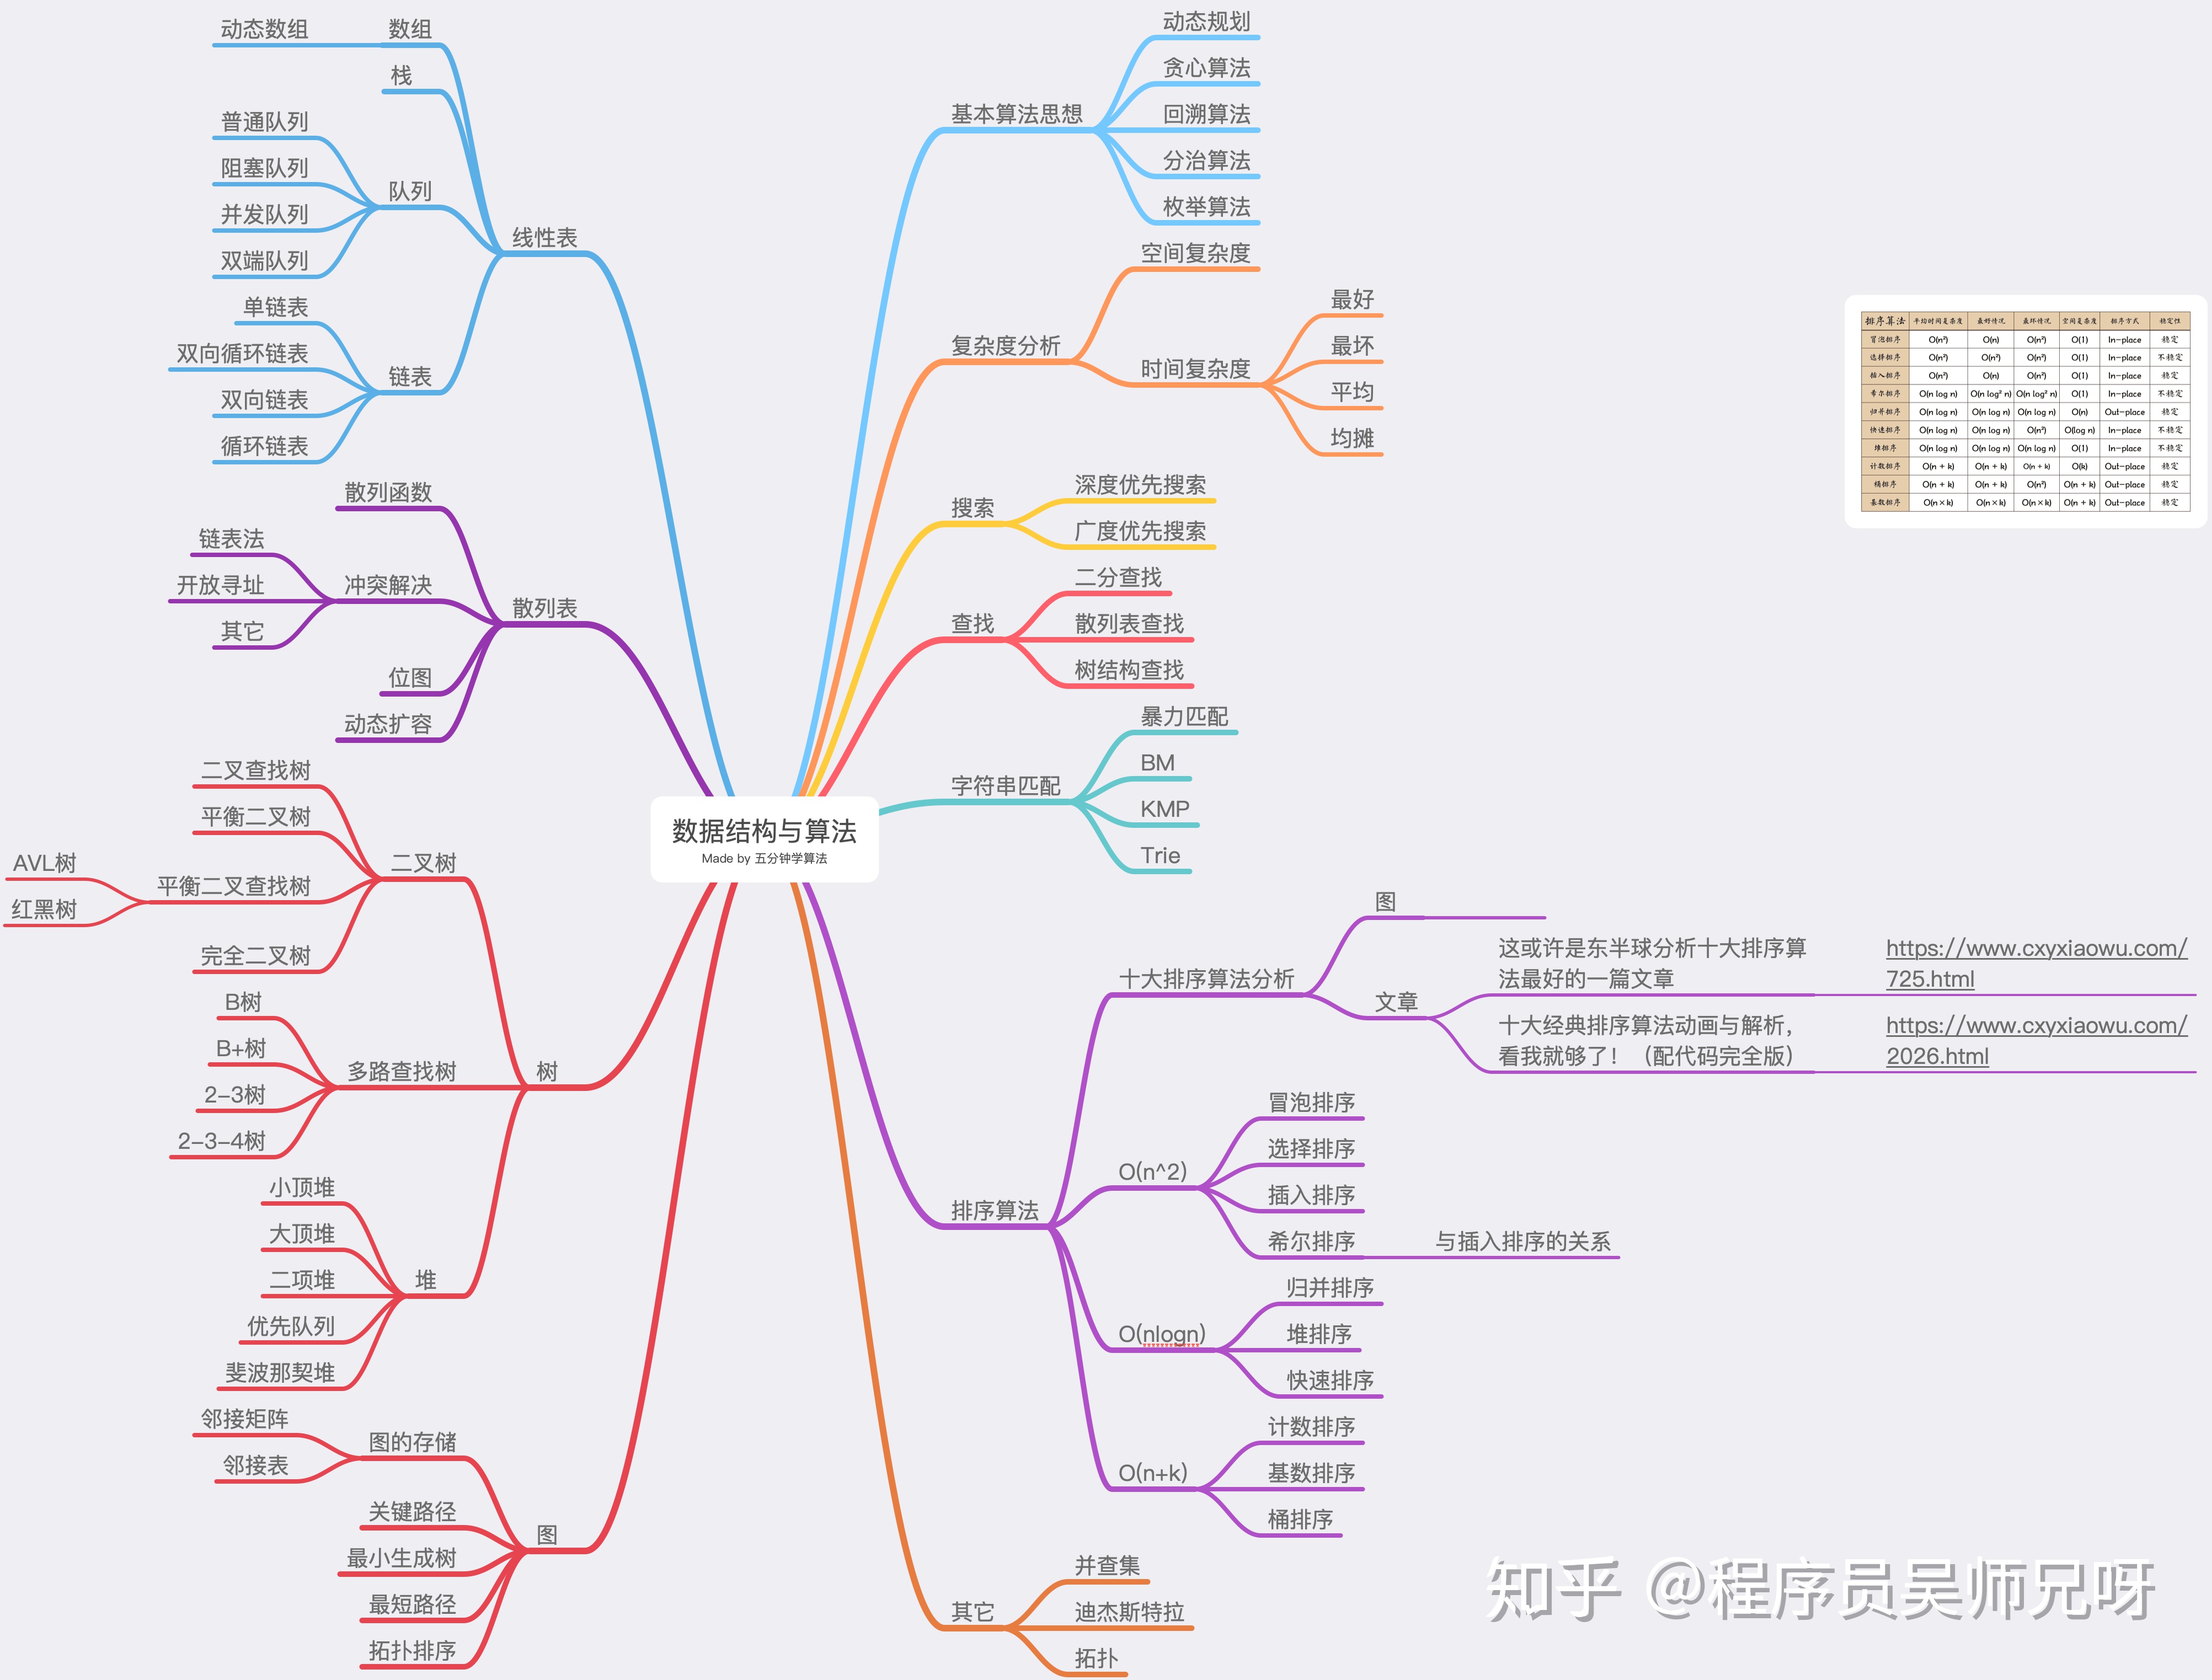 数据结构与算法
Made by 五分钟学算法
线性表
数组
动态数组
栈
队列
普通队列
阻塞队列
并发队列
双端队列
链表
单链表
双向循环链表
双向链表
循环链表
散列表
散列函数
冲突解决
链表法
开放寻址
其它
位图
动态扩容
树
二叉树
二叉查找树
平衡二叉树
平衡二叉查找树
AVL树
红黑树
完全二叉树
多路查找树
B树
B+树
2-3树
2-3-4树
堆
小顶堆
大顶堆
二项堆
优先队列
斐波那契堆
图
图的存储
邻接矩阵
邻接表
关键路径
最小生成树
最短路径
拓扑排序
基本算法思想
动态规划
贪心算法
回溯算法
分治算法
枚举算法
复杂度分析
空间复杂度
时间复杂度
最好
最坏
平均
均摊
搜索
深度优先搜索
广度优先搜索
查找
二分查找
散列表查找
树结构查找
字符串匹配
暴力匹配
BM
KMP
Trie
排序算法
十大排序算法分析
图
文章
这或许是东半球分析十大排序算
法最好的一篇文章
https://www.cxyxiaowu.com/
725.html
十大经典排序算法动画与解析，
看我就够了！（配代码完全版）
https://www.cxyxiaowu.com/
2026.html
O(n^2)
冒泡排序
选择排序
插入排序
希尔排序
与插入排序的关系
O(nlogn)
归并排序
堆排序
快速排序
O(n+k)
计数排序
基数排序
桶排序
其它
并查集
迪杰斯特拉
拓扑
排序算法 平均时间复杂度 最好情况 最坏情况 空间复杂度 排序方式 稳定性
冒泡排序 O(n²) O(n) O(n²) O(1) In-place 稳定
选择排序 O(n²) O(n²) O(n²) O(1) In-place 不稳定
插入排序 O(n²) O(n) O(n²) O(1) In-place 稳定
希尔排序 O(n log n) O(n log² n) O(n log² n) O(1) In-place 不稳定
归并排序 O(n log n) O(n log n) O(n log n) O(n) Out-place 稳定
快速排序 O(n log n) O(n log n) O(n²) O(log n) In-place 不稳定
堆排序 O(n log n) O(n log n) O(n log n) O(1) In-place 不稳定
计数排序 O(n + k) O(n + k) O(n + k) O(k) Out-place 稳定
桶排序 O(n + k) O(n + k) O(n²) O(n + k) Out-place 稳定
基数排序 O(n×k) O(n×k) O(n×k) O(n + k) Out-place 稳定
知乎 @程序员吴师兄呀